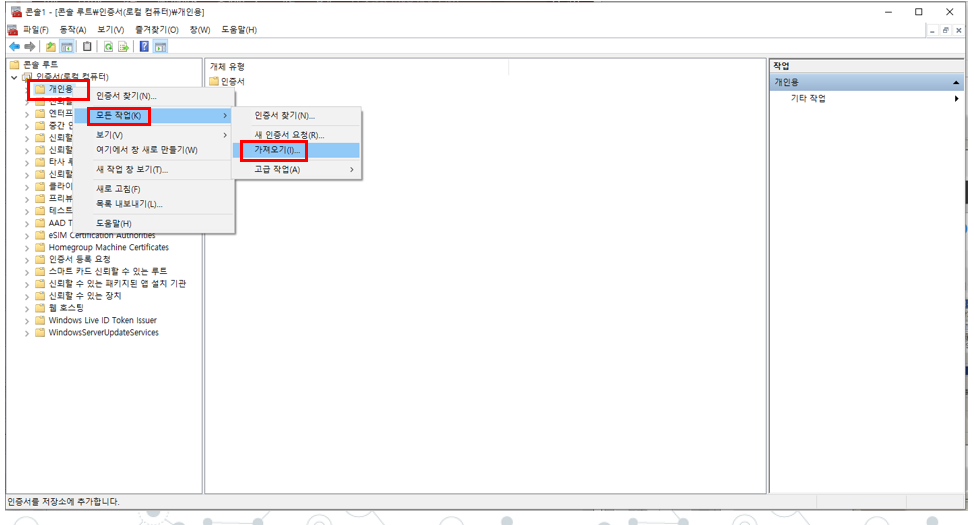 콘솔1 - [콘솔 루트₩인증서(로컬 컴퓨터)₩개인용]
파일(F) 동작(A) 보기(V) 즐겨찾기(O) 창(W) 도움말(H)
콘솔 루트
인증서(로컬 컴퓨터)
개인용
신뢰할
엔터프
중간 인
신뢰할
신뢰할
타사 루
신뢰할
클라이
프리뷰
테스트
AAD T
eSIM Certification Authorities
Homegroup Machine Certificates
인증서 등록 요청
스마트 카드 신뢰할 수 있는 루트
신뢰할 수 있는 패키지된 앱 설치 기관
신뢰할 수 있는 장치
웹 호스팅
Windows Live ID Token Issuer
WindowsServerUpdateServices
인증서 찾기(N)...
모든 작업(K)
보기(V)
여기에서 창 새로 만들기(W)
새 작업 창 보기(T)...
새로 고침(F)
목록 내보내기(L)...
도움말(H)
인증서 찾기(N)...
새 인증서 요청(R)...
가져오기(I)...
고급 작업(A)
개체 유형
인증서
작업
개인용
기타 작업
인증서를 저장소에 추가합니다.